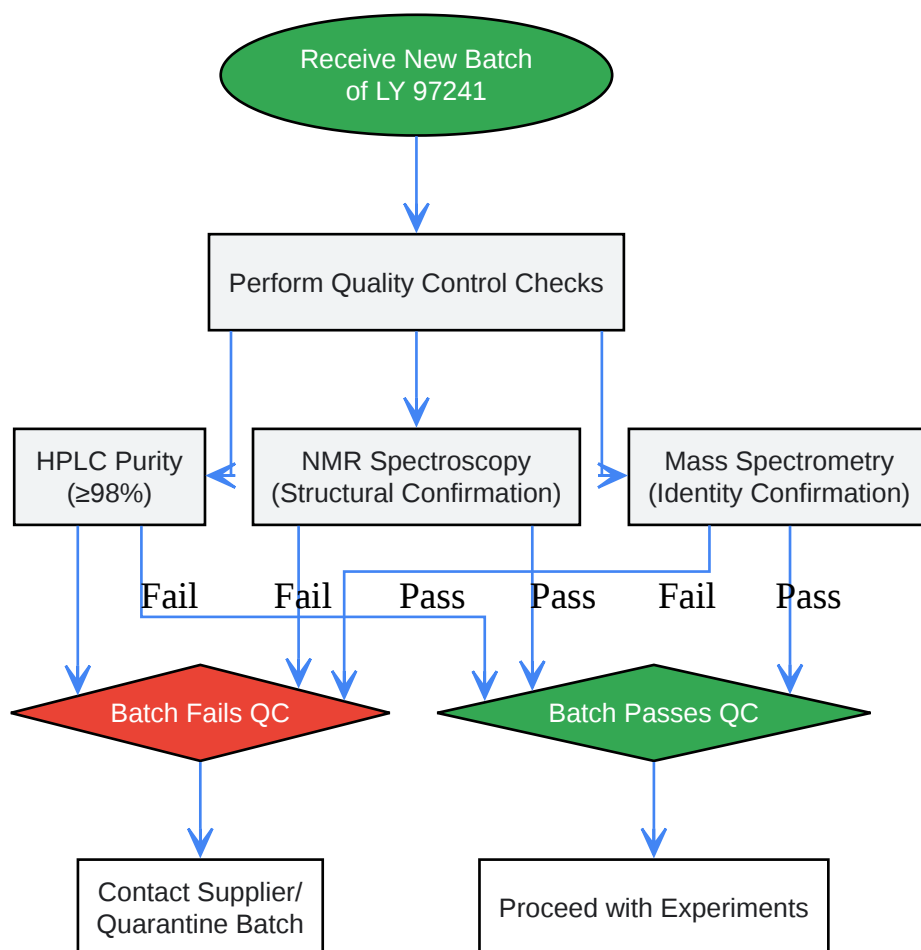 Receive New Batch
of LY 97241
Perform Quality Control Checks
HPLC Purity
(≥98%)
NMR Spectroscopy
(Structural Confirmation)
Mass Spectrometry
(Identity Confirmation)
Fail
Fail
Pass
Pass
Fail
Pass
Batch Fails QC
Batch Passes QC
Contact Supplier/
Quarantine Batch
Proceed with Experiments